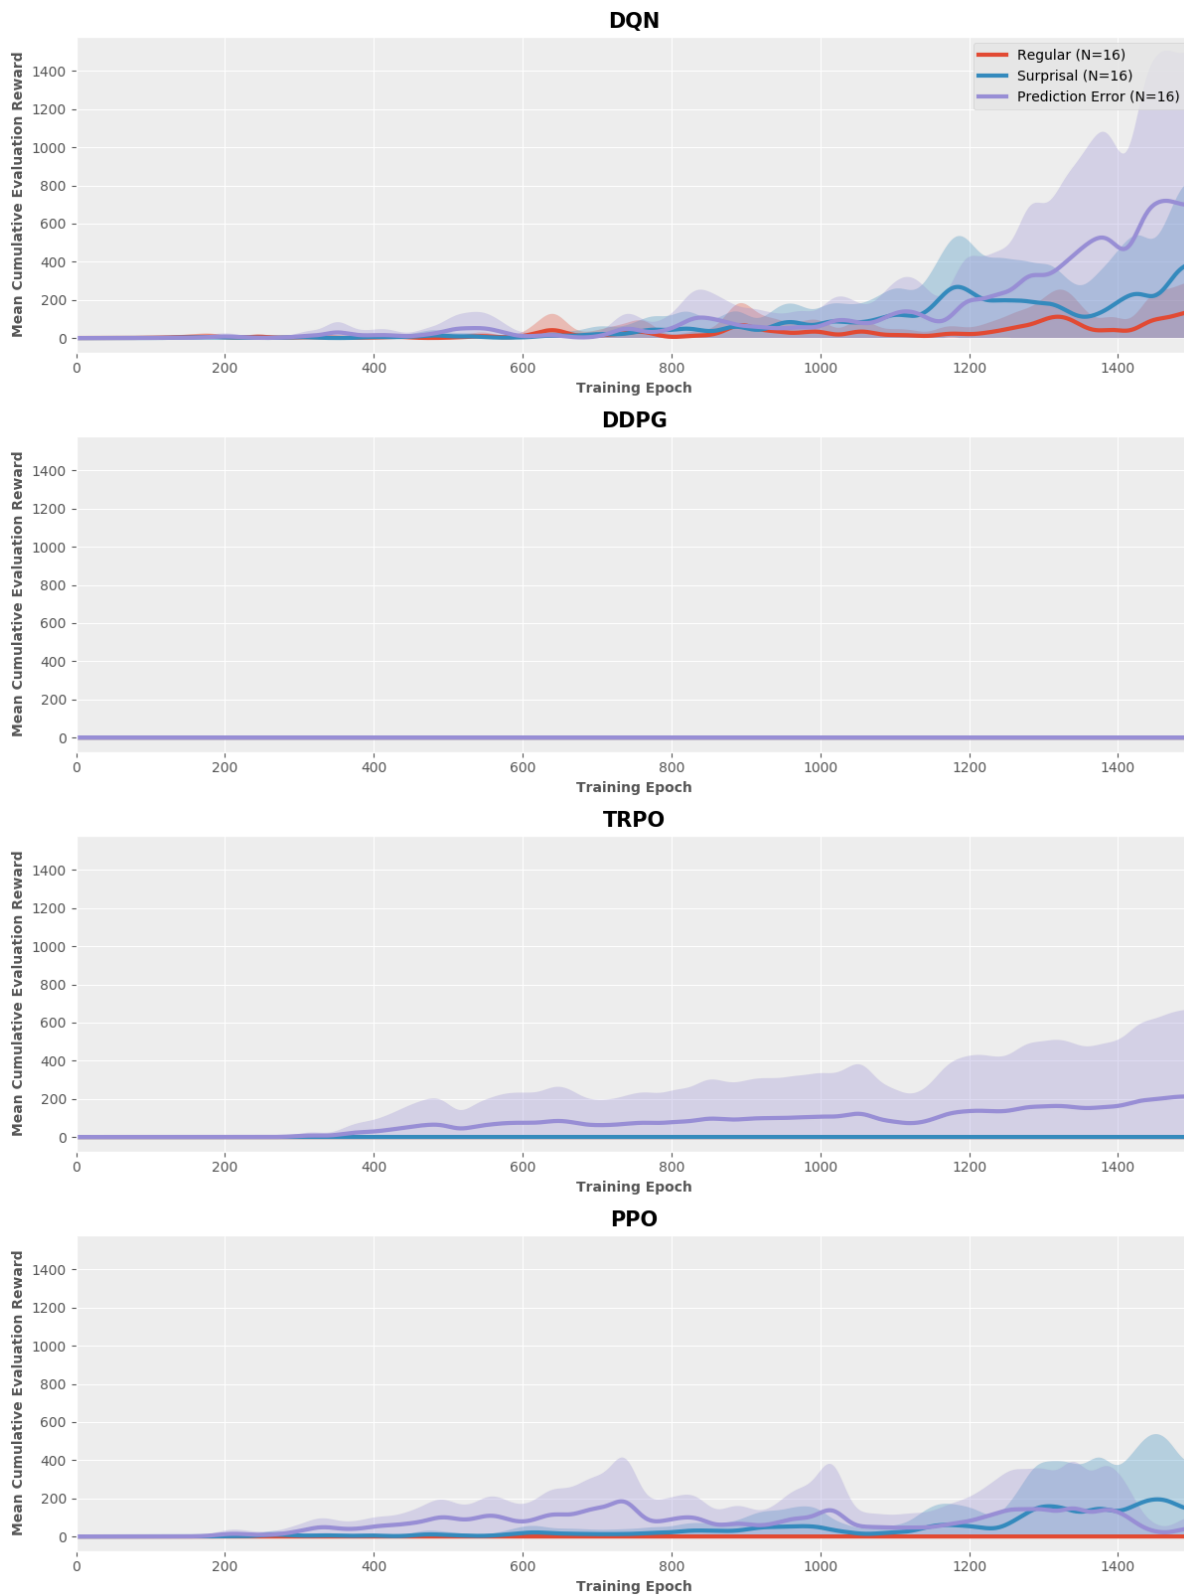 DQN
Mean Cumulative Evaluation Reward
1400
1200
1000
800
600
400
200
0
Regular (N=16)
Surprisal (N=16)
Prediction Error (N=16)
0 200 400 600 800 1000 1200 1400
Training Epoch
DDPG
Mean Cumulative Evaluation Reward
1400
1200
1000
800
600
400
200
0
0 200 400 600 800 1000 1200 1400
Training Epoch
TRPO
Mean Cumulative Evaluation Reward
1400
1200
1000
800
600
400
200
0
0 200 400 600 800 1000 1200 1400
Training Epoch
PPO
Mean Cumulative Evaluation Reward
1400
1200
1000
800
600
400
200
0
0 200 400 600 800 1000 1200 1400
Training Epoch